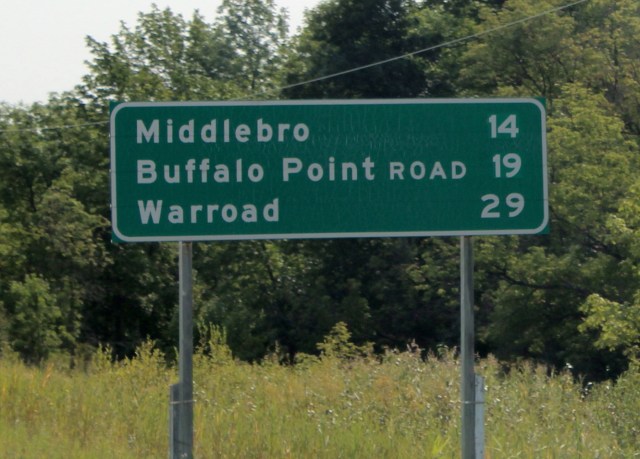 Middlebro 14
Buffalo Point ROAD 19
Warroad 29